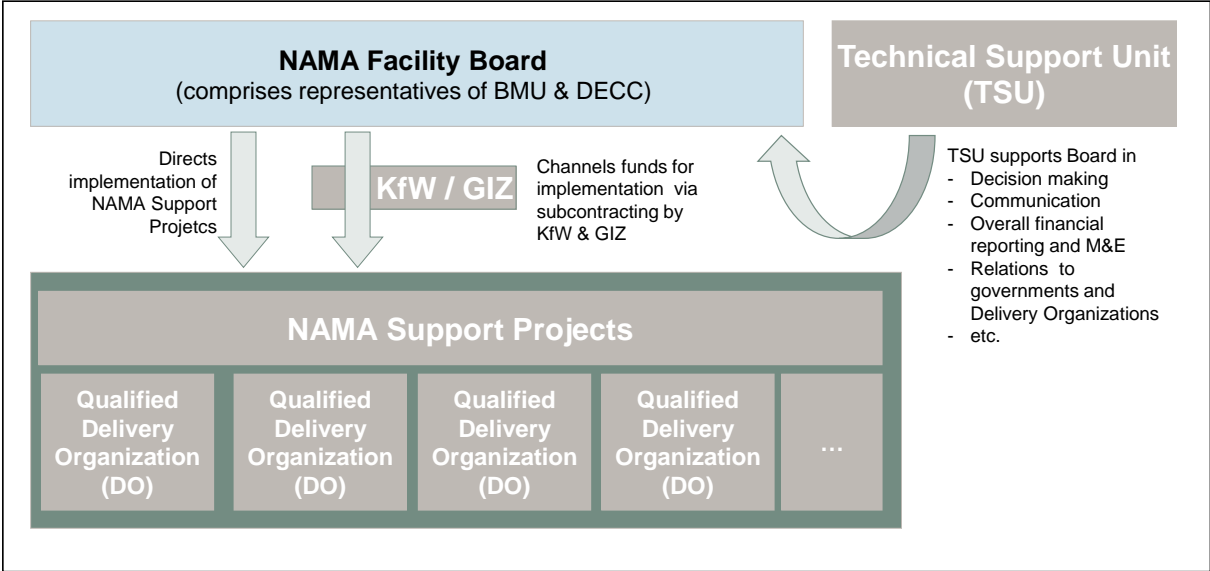 NAMA Facility Board
(comprises representatives of BMU & DECC)
Technical Support Unit
(TSU)
Directs
implementation of
NAMA Support
Projetcs
KfW / GIZ
Channels funds for
implementation via
subcontracting by
KfW & GIZ
TSU supports Board in
- Decision making
- Communication
- Overall financial
reporting and M&E
- Relations to
governments and
Delivery Organizations
- etc.
NAMA Support Projects
Qualified
Delivery
Organization
(DO)
Qualified
Delivery
Organization
(DO)
Qualified
Delivery
Organization
(DO)
Qualified
Delivery
Organization
(DO)
...